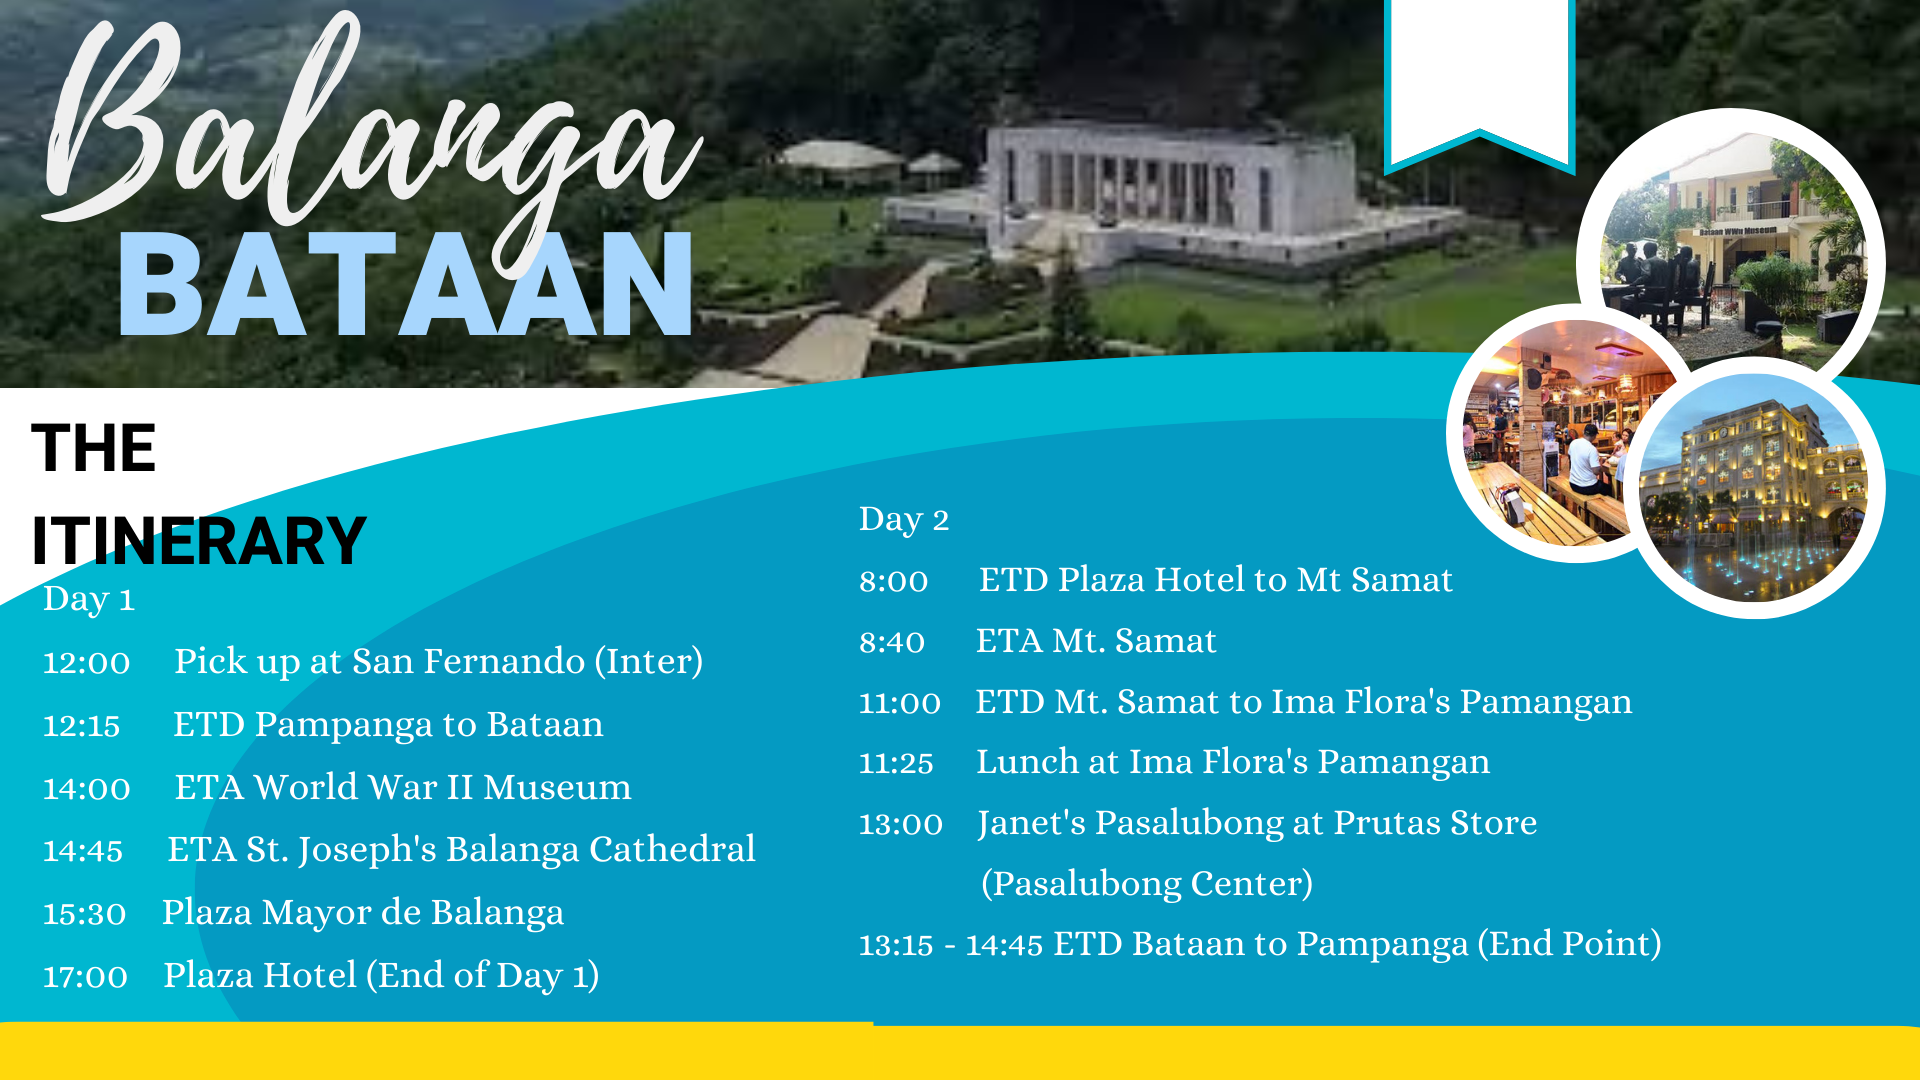 Balanga
BATAAN
Bataan WWII Museum
THE
ITINERARY
Day 1
12:00 Pick up at San Fernando (Inter)
12:15 ETD Pampanga to Bataan
14:00 ETA World War II Museum
14:45 ETA St. Joseph's Balanga Cathedral
15:30 Plaza Mayor de Balanga
17:00 Plaza Hotel (End of Day 1)
Day 2
8:00 ETD Plaza Hotel to Mt Samat
8:40 ETA Mt. Samat
11:00 ETD Mt. Samat to Ima Flora's Pamangan
11:25 Lunch at Ima Flora's Pamangan
13:00 Janet's Pasalubong at Prutas Store
(Pasalubong Center)
13:15 - 14:45 ETD Bataan to Pampanga (End Point)